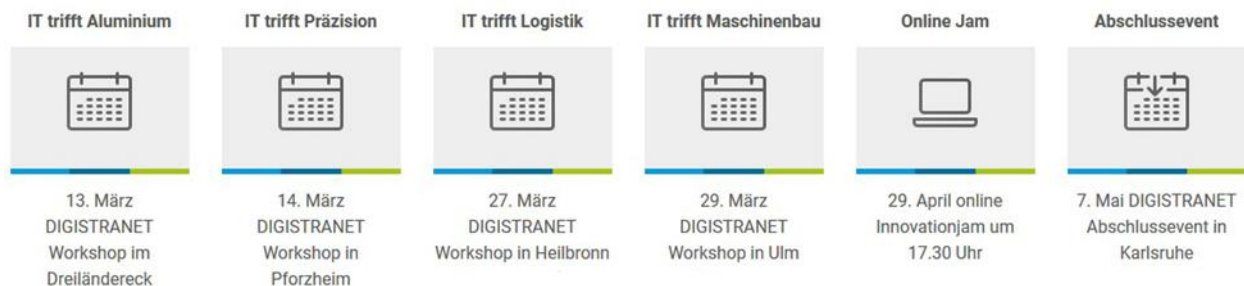 IT trifft Aluminium
13. März
DIGISTRANET
Workshop im
Dreiländereck
IT trifft Präzision
14. März
DIGISTRANET
Workshop in
Pforzheim
IT trifft Logistik
27. März
DIGISTRANET
Workshop in Heilbronn
IT trifft Maschinenbau
29. März
DIGISTRANET
Workshop in Ulm
Online Jam
29. April online
Innovationjam um
17.30 Uhr
Abschlussevent
7. Mai DIGISTRANET
Abschlussevent in
Karlsruhe